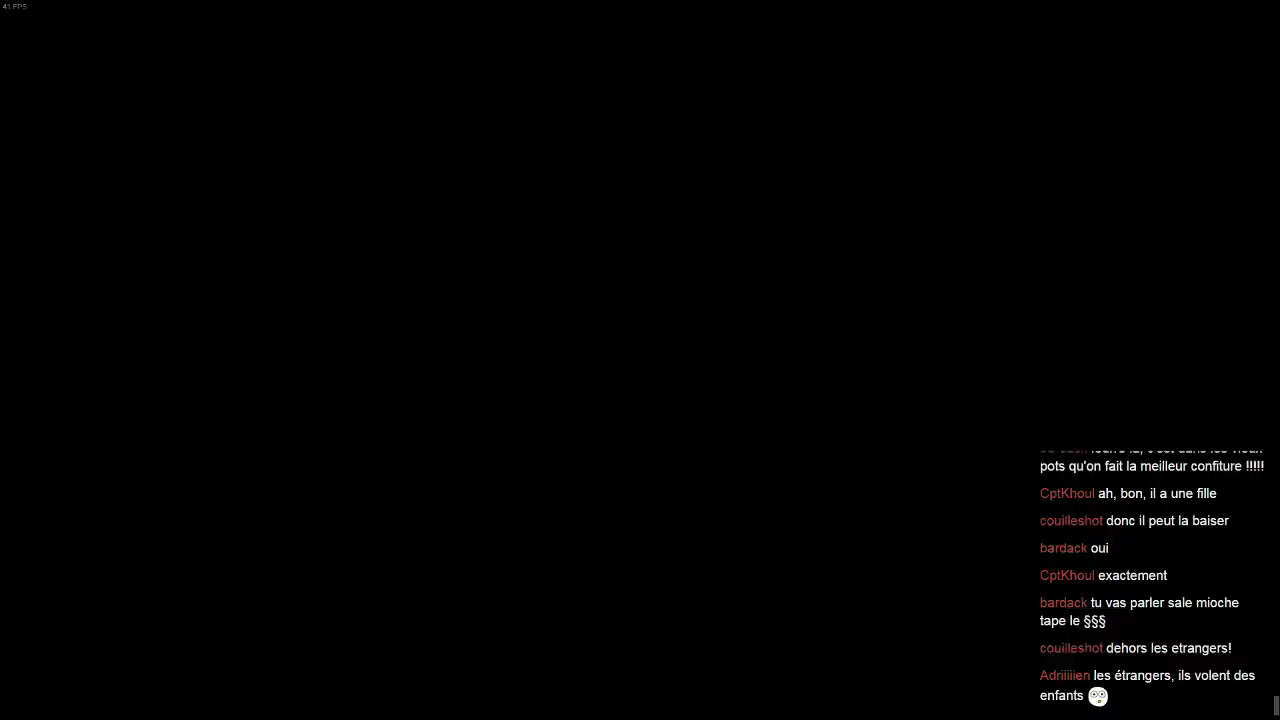 41 FPS
pots qu'on fait la meilleur confiture !!!!!
CptKhoul ah, bon, il a une fille
couilleshot donc il peut la baiser
bardack oui
CptKhoul exactement
bardack tu vas parler sale mioche
tape le §§§
couilleshot dehors les etrangers!
Adriiiiien les étrangers, ils volent des
enfants